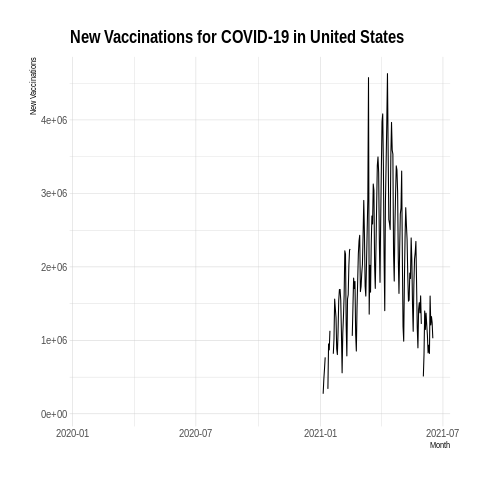 New Vaccinations for COVID-19 in United States
New Vaccinations
4e+06
3e+06
2e+06
1e+06
0e+00
2020-01 2020-07 2021-01 2021-07
Month